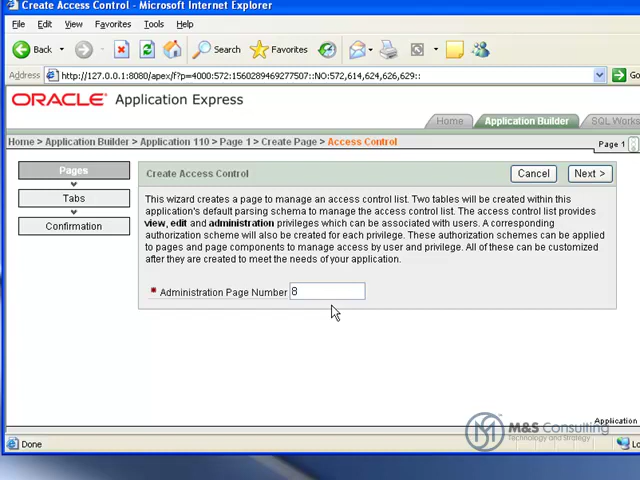 Create Access Control - Microsoft Internet Explorer
File Edit View Favorites Tools Help
Back Search Favorites
Address http://127.0.0.1:8080/apex/f?p=4000:572:1560289469277507::NO:572,614,624,626,629::
ORACLE Application Express
Home Application Builder SQL Works
Home > Application Builder > Application 110 > Page 1 > Create Page > Access Control Page 1
Pages
Tabs
Confirmation
Create Access Control Cancel Next >
This wizard creates a page to manage an access control list. Two tables will be created within this
application's default parsing schema to manage the access control list. The access control list provides
view, edit and administration privileges which can be associated with users. A corresponding
authorization scheme will also be created for each privilege. These authorization schemes can be applied
to pages and page components to manage access by user and privilege. All of these can be customized
after they are created to meet the needs of your application.
* Administration Page Number 8
Application
M&S Consulting
Technology and Strategy
Done Lo